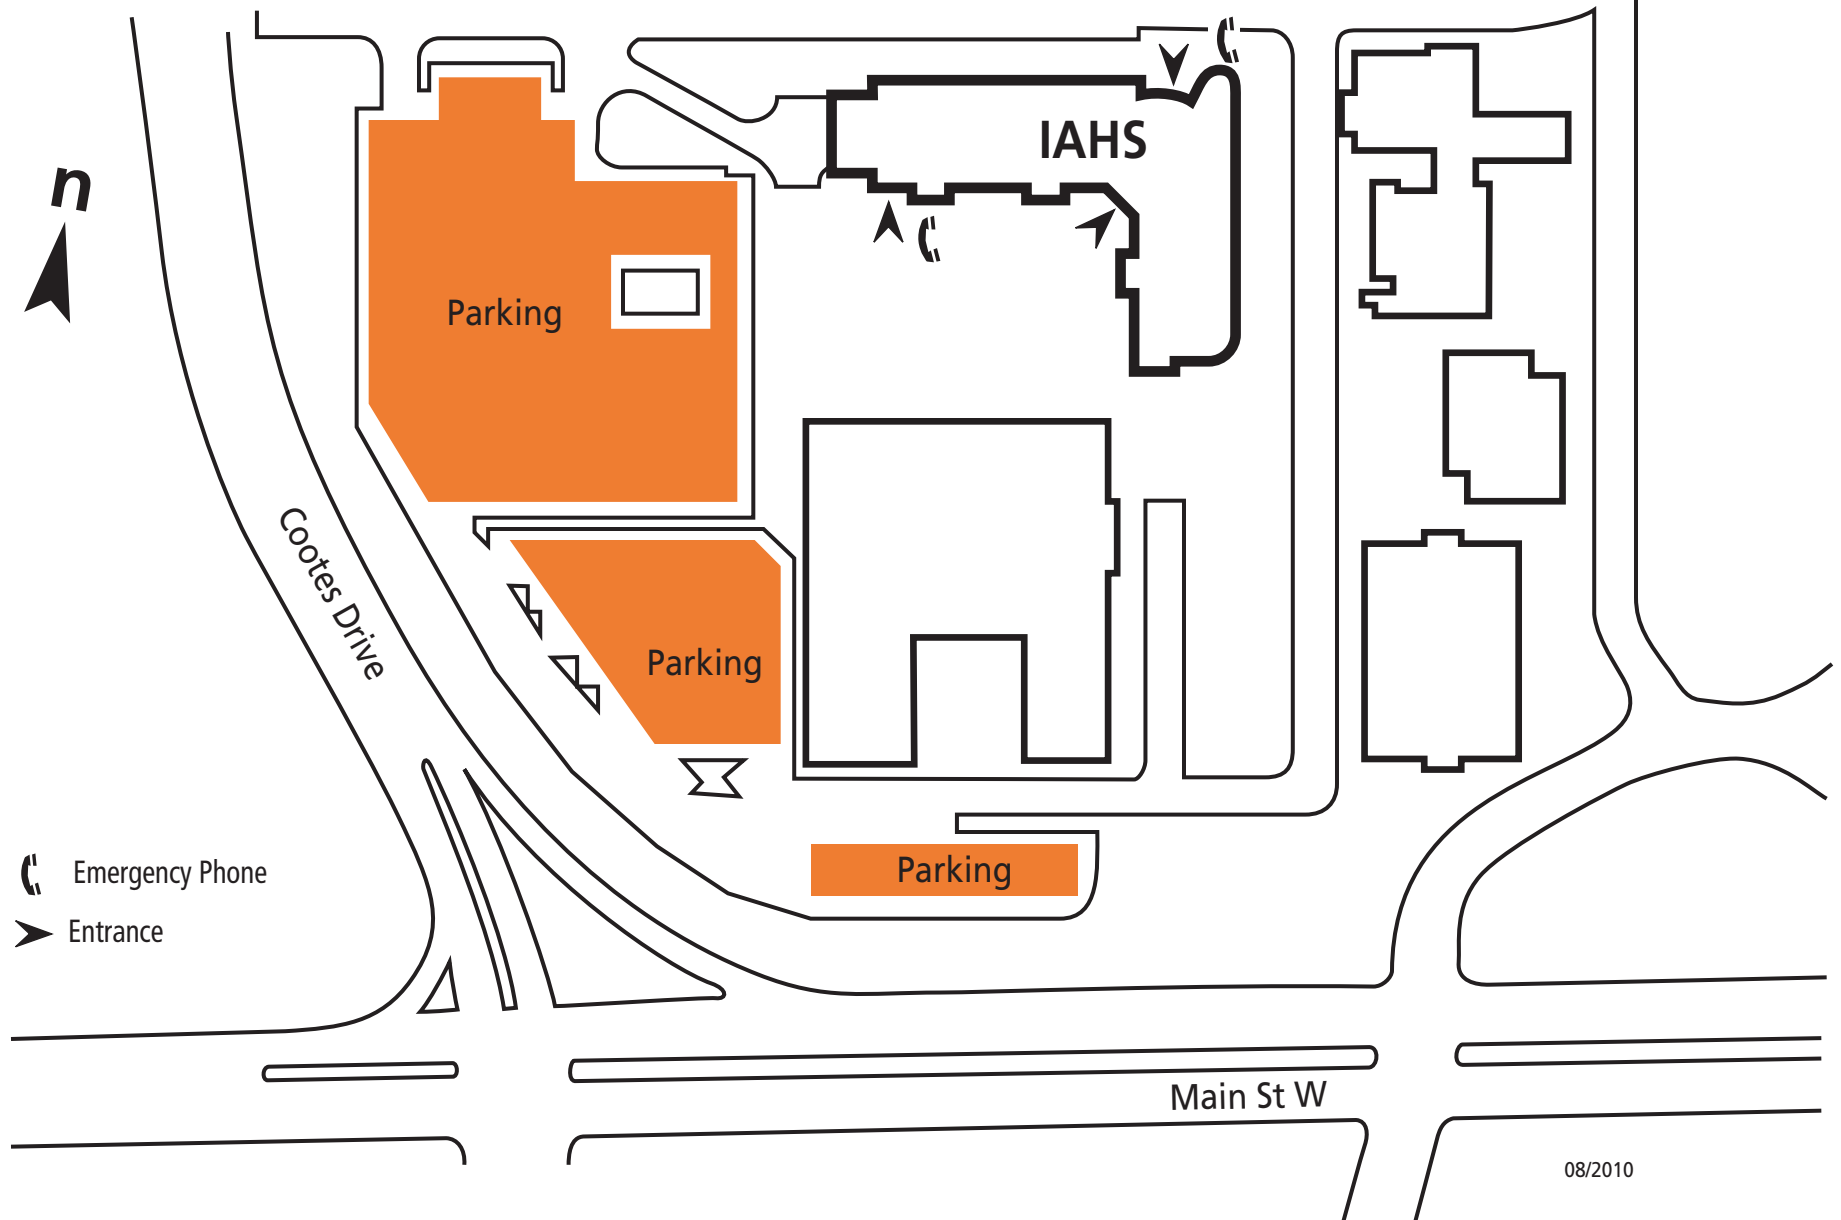 IAHS
n
Parking
Cootes Drive
Parking
Parking
Emergency Phone
Entrance
Main St W
08/2010